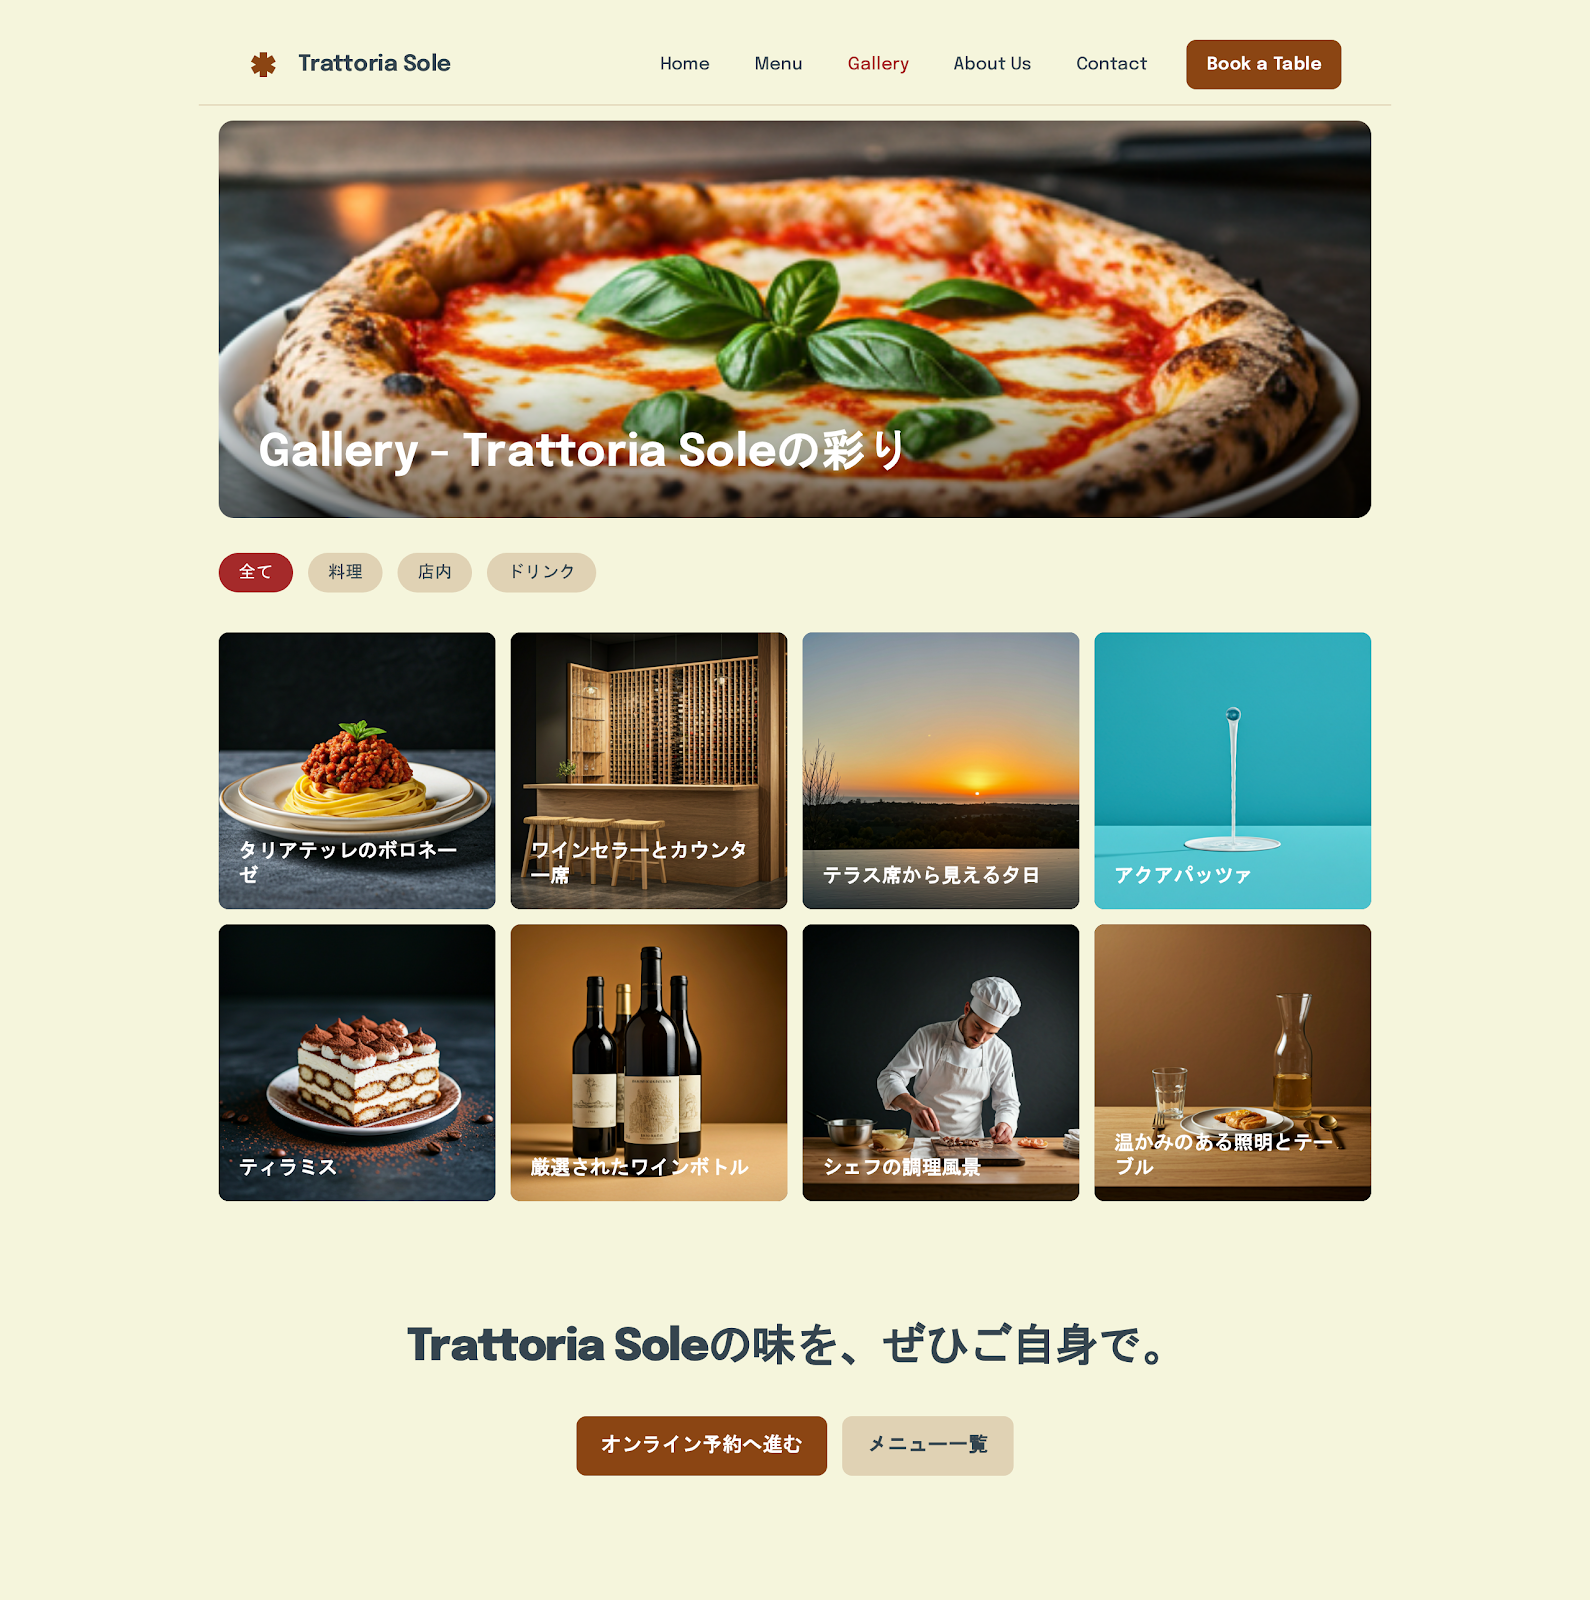 Trattoria Sole
Home
Menu
Gallery
About Us
Contact
Book a Table
Gallery – Trattoria Soleの彩り
全て
料理
店内
ドリンク
タリアテッレのボロネー
ゼ
ワインセラーとカウンタ
ー席
テラス席から見える夕日
アクアパッツァ
ティラミス
厳選されたワインボトル
シェフの調理風景
温かみのある照明とテー
ブル
Trattoria Soleの味を、ぜひご自身で。
オンライン予約へ進む
メニュー一覧